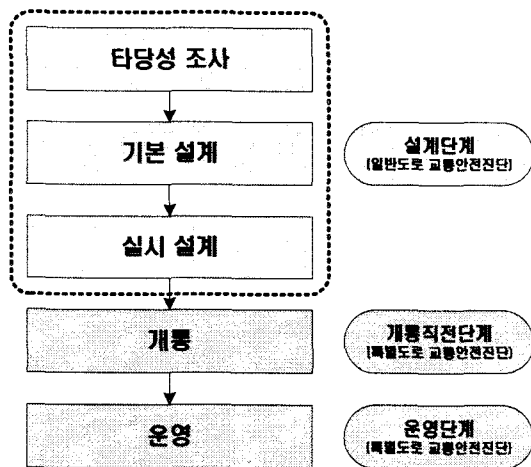 타당성 조사
기본 설계
설계단계
(일반도로 교통안전진단)
실시 설계
개통
개통직전단계
(특별도로 교통안전진단)
운영
운영단계
(특별도로 교통안전진단)